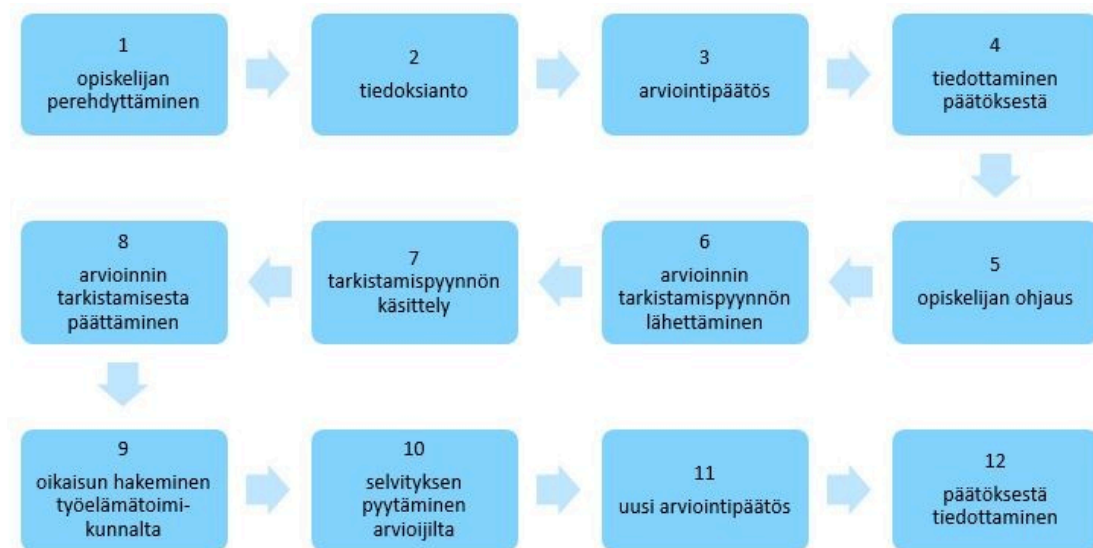 1
opiskelijan
perehdyttäminen
2
tiedoksianto
3
arviointipäätös
4
tiedottaminen
päätöksestä
5
opiskelijan ohjaus
6
arvioinnin
tarkistamispyynnön
lähettäminen
7
tarkistamispyynnön
käsittely
8
arvioinnin
tarkistamisesta
päättäminen
9
oikaisun hakeminen
työelämätoimi-
kunnalta
10
selvityksen
pyytäminen
arvioijilta
11
uusi arviointipäätös
12
päätöksestä
tiedottaminen